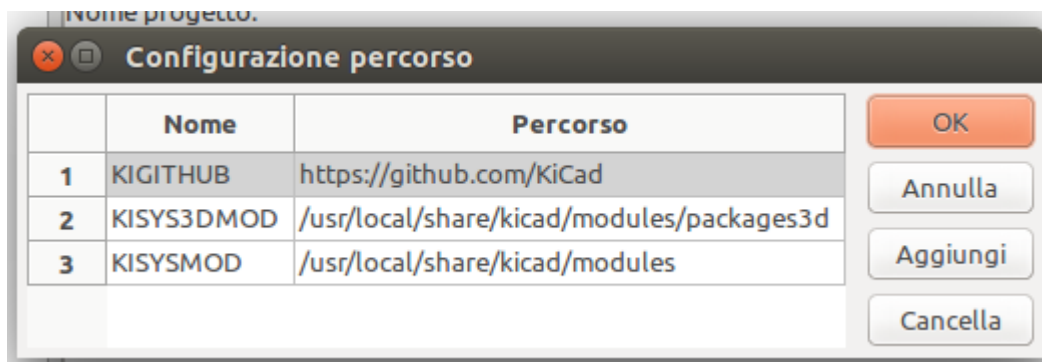 Nome progetto:
Configurazione percorso
Nome Percorso OK
1 KIGITHUB https://github.com/KiCad Annulla
2 KISYS3DMOD /usr/local/share/kicad/modules/packages3d
3 KISYSMOD /usr/local/share/kicad/modules Aggiungi
Cancella